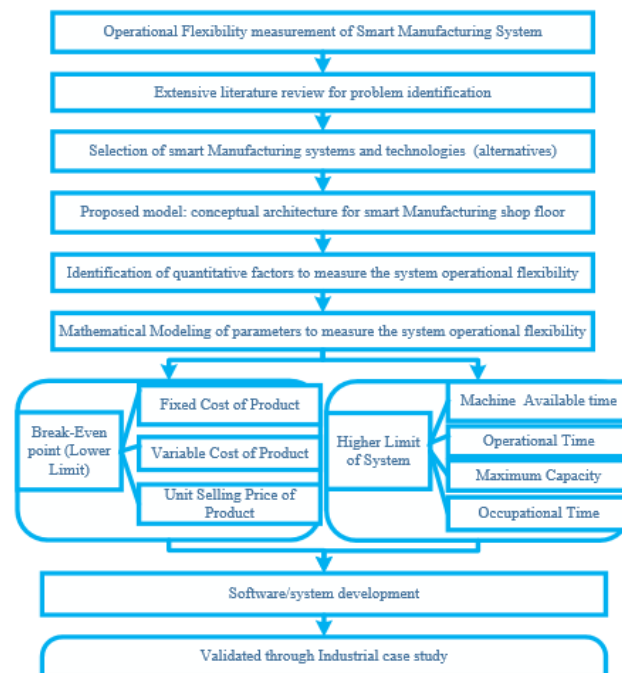 Operational Flexibility measurement of Smart Manufacturing System
Extensive literature review for problem identification
Selection of smart Manufacturing systems and technologies (alternatives)
Proposed model: conceptual architecture for smart Manufacturing shop floor
Identification of quantitative factors to measure the system operational flexibility
Mathematical Modeling of parameters to measure the system operational flexibility
Break-Even
point (Lower
Limit)
Fixed Cost of Product
Variable Cost of Product
Unit Selling Price of
Product
Higher Limit
of System
Machine Available time
Operational Time
Maximum Capacity
Occupational Time
Software/system development
Validated through Industrial case study